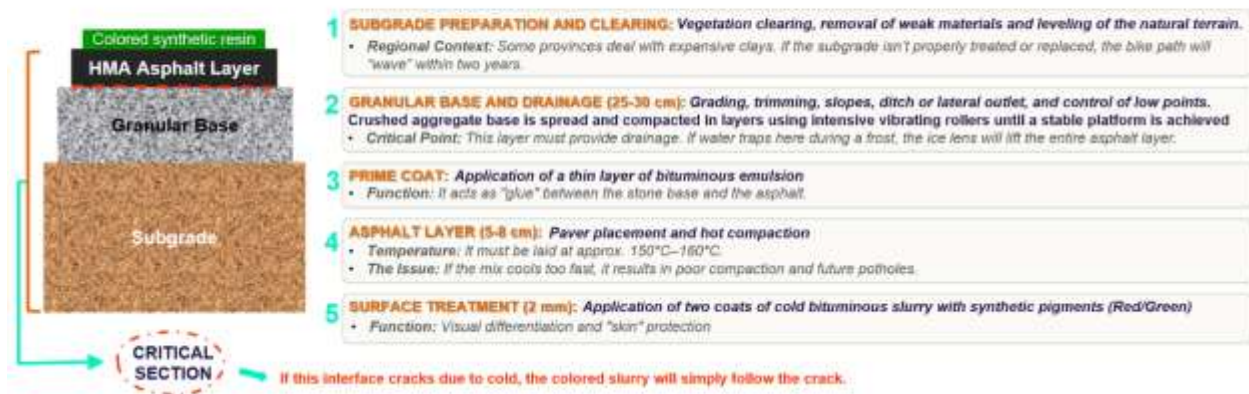 Colored synthetic resin
HMA Asphalt Layer
Granular Base
Subgrade
CRITICAL
SECTION
1 SUBGRADE PREPARATION AND CLEARING: Vegetation clearing, removal of weak materials and leveling of the natural terrain.
• Regional Context: Some provinces deal with expansive clays. If the subgrade isn't properly treated or replaced, the bike path will
"wave" within two years.
2 GRANULAR BASE AND DRAINAGE (25-30 cm): Grading, trimming, slopes, ditch or lateral outlet, and control of low points.
Crushed aggregate base is spread and compacted in layers using intensive vibrating rollers until a stable platform is achieved
• Critical Point: This layer must provide drainage. If water traps here during a frost, the ice lens will lift the entire asphalt layer.
3 PRIME COAT: Application of a thin layer of bituminous emulsion
• Function: It acts as "glue" between the stone base and the asphalt.
4 ASPHALT LAYER (5-8 cm): Paver placement and hot compaction
• Temperature: It must be laid at approx. 150°C–160°C.
• The Issue: If the mix cools too fast, it results in poor compaction and future potholes.
5 SURFACE TREATMENT (2 mm): Application of two coats of cold bituminous slurry with synthetic pigments (Red/Green)
• Function: Visual differentiation and "skin" protection
If this interface cracks due to cold, the colored slurry will simply follow the crack.